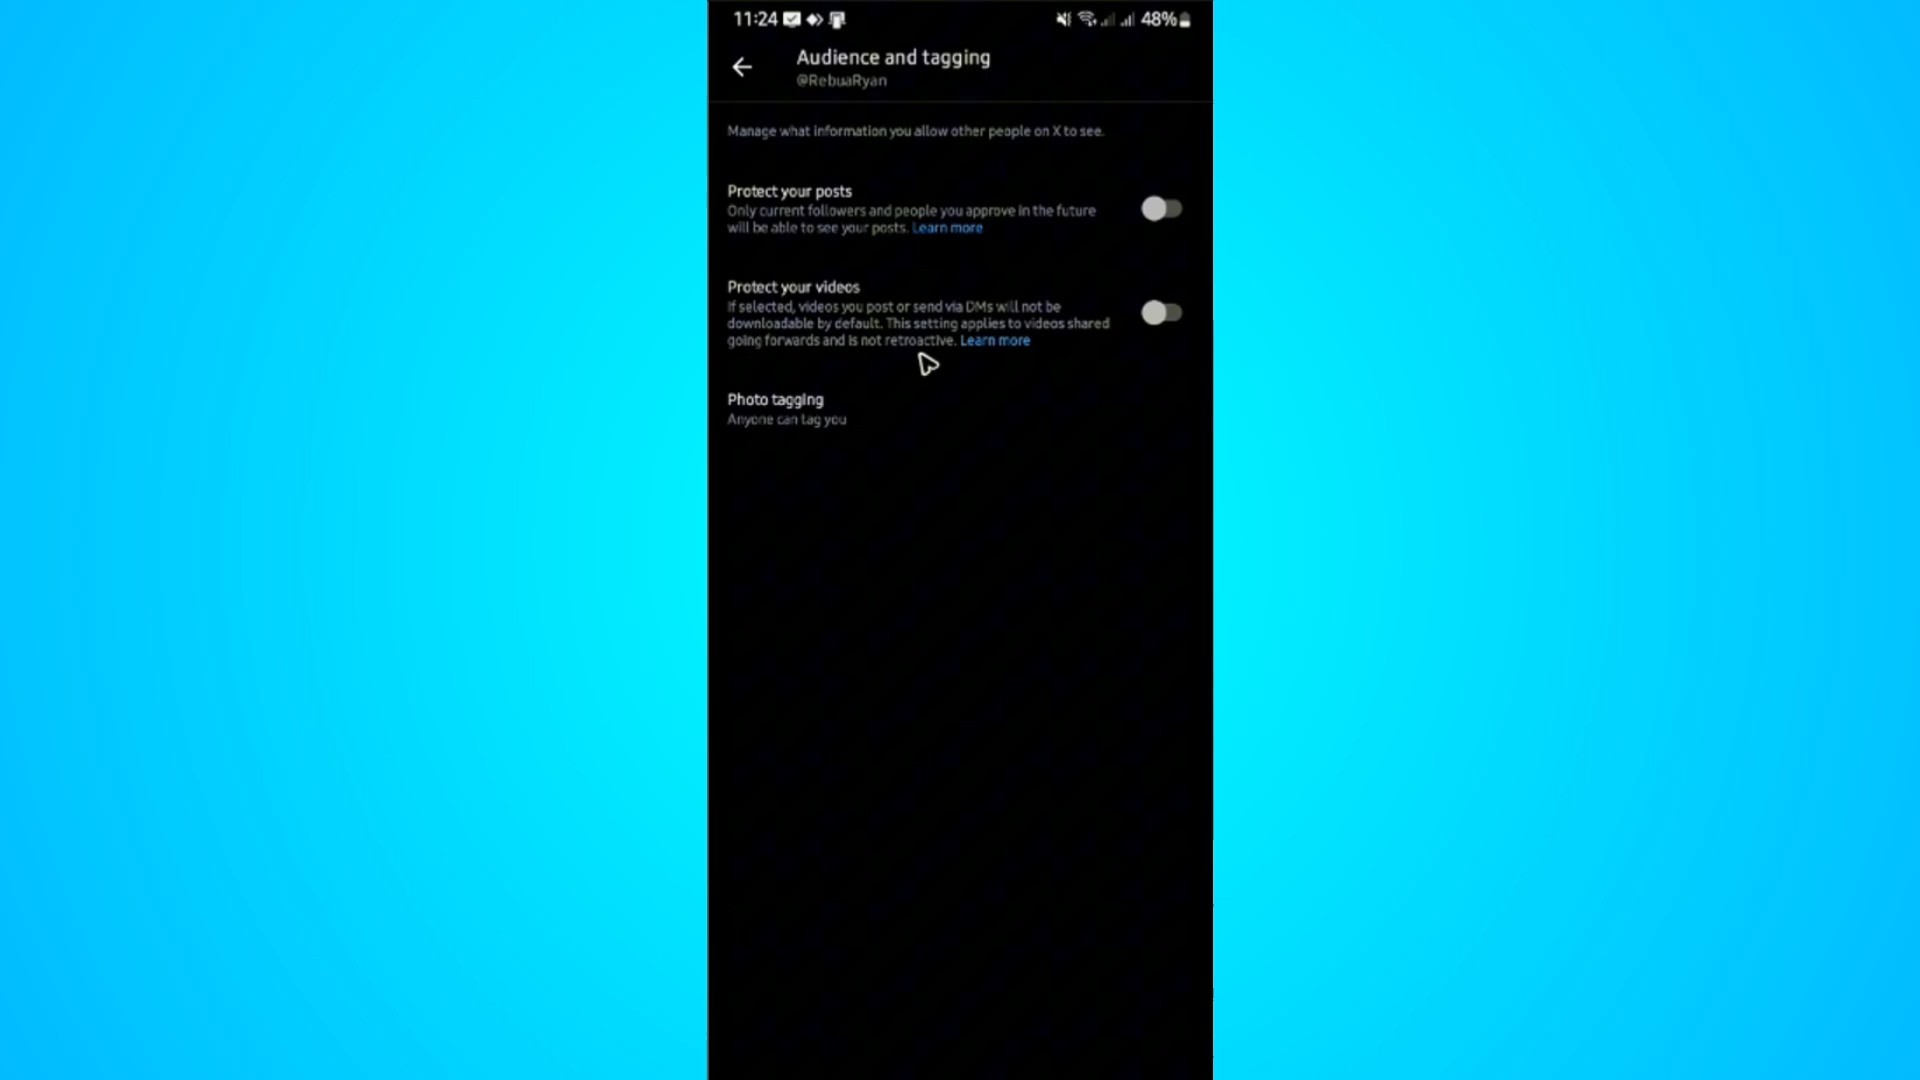 11:24
48%
Audience and tagging
@RebuaRyan
Manage what information you allow other people on X to see.
Protect your posts
Only current followers and people you approve in the future
will be able to see your posts. Learn more
Protect your videos
If selected, videos you post or send via DMs will not be
downloadable by default. This setting applies to videos shared
going forwards and is not retroactive. Learn more
Photo tagging
Anyone can tag you